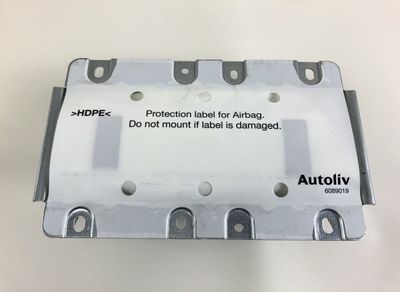 >HDPE<
Protection label for Airbag.
Do not mount if label is damaged.
Autoliv
6089019